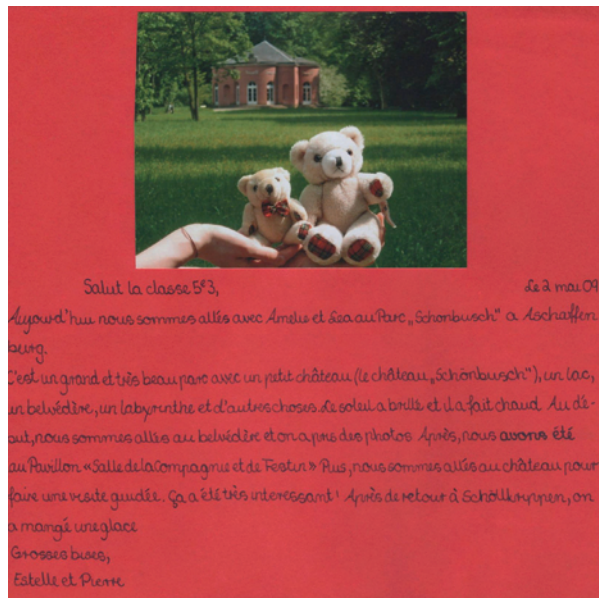 Salut la classe 5e3, Le 2 mai 09
Aujourd'hui nous sommes allés avec Amelie et Lea au Parc „Schönbusch" à Aschaffen
burg.
C'est un grand et très beau parc avec un petit château (le château „Schönbusch"), un lac,
un belvédère, un labyrinthe et d'autres choses. Le soleil a brillé et il a fait chaud. Au dé-
but, nous sommes allés au belvédère et on a pris des photos. Après, nous avons été
au Pavillon «Salle de la Compagnie et de Festin» Puis, nous sommes allés au château pour
faire une visite guidée. Ça a été très interessant! Après de retour à Schöllkrippen, on
a mangé une glace
Grosses bises,
Estelle et Pierre